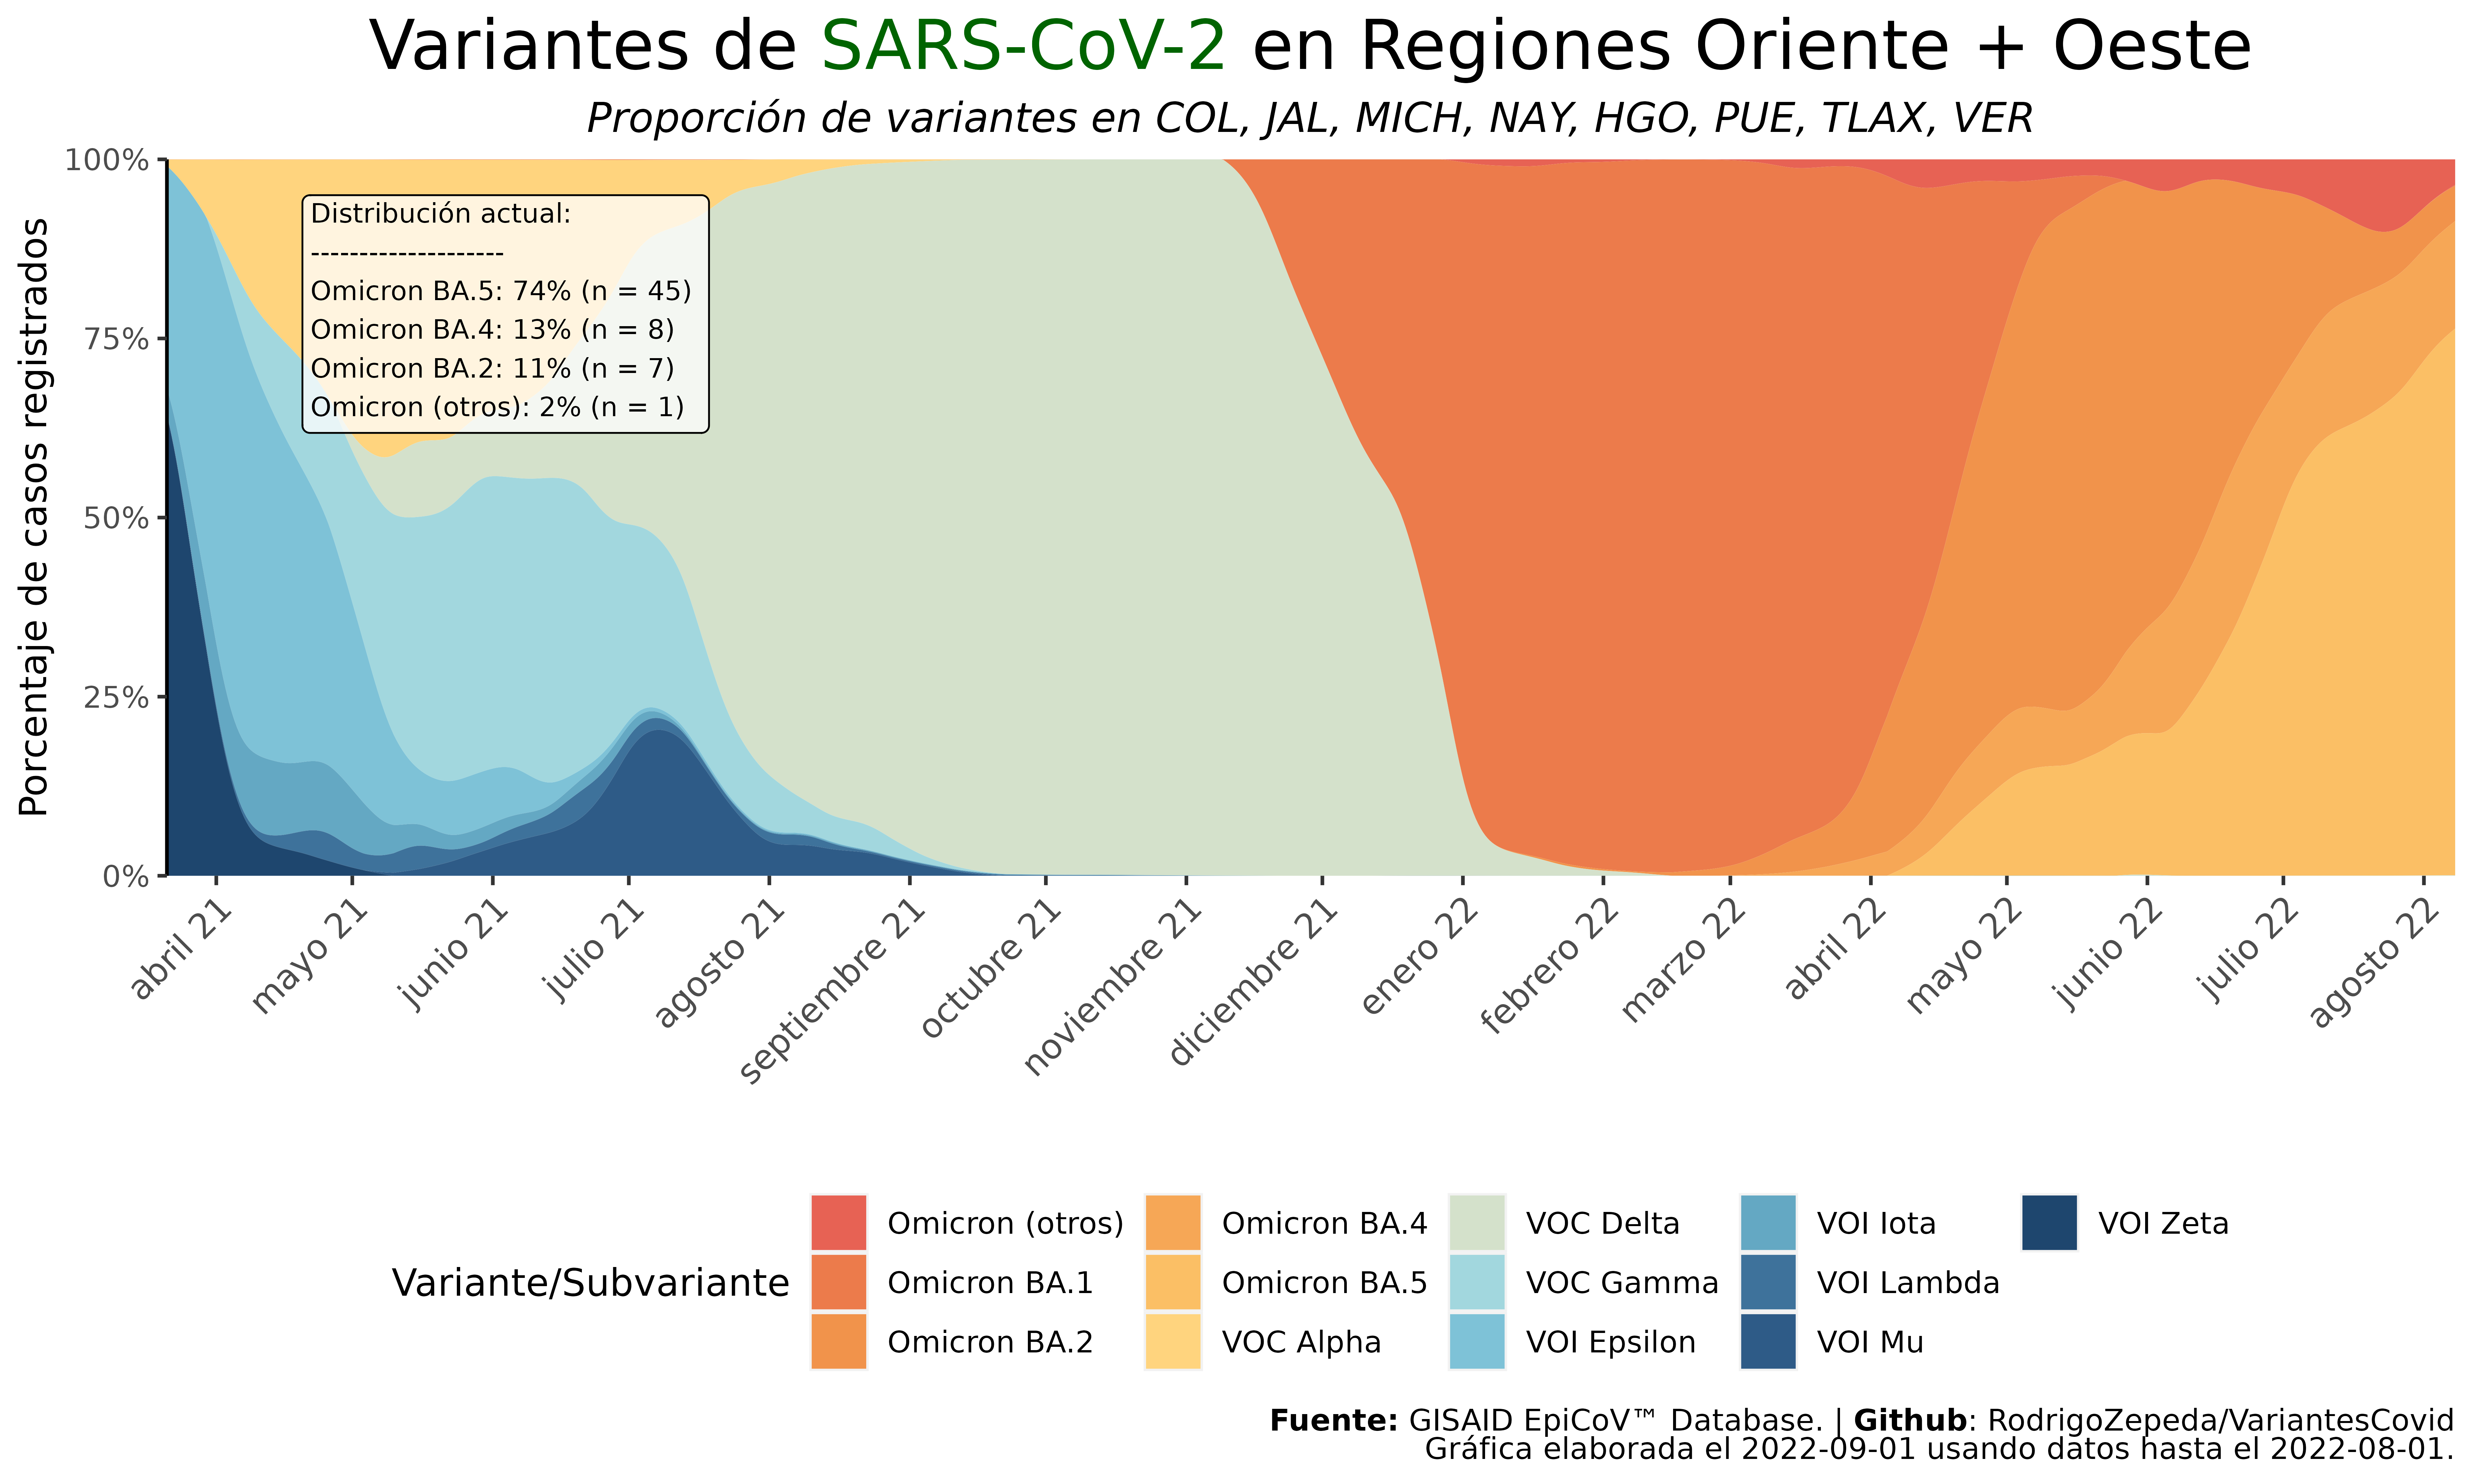 Variantes de SARS-CoV-2 en Regiones Oriente + Oeste
Proporción de variantes en COL, JAL, MICH, NAY, HGO, PUE, TLAX, VER
Porcentaje de casos registrados
100%
75%
50%
25%
0%
Distribución actual:
--------------------
Omicron BA.5: 74% (n = 45)
Omicron BA.4: 13% (n = 8)
Omicron BA.2: 11% (n = 7)
Omicron (otros): 2% (n = 1)
abril 21
mayo 21
junio 21
julio 21
agosto 21
septiembre 21
octubre 21
noviembre 21
diciembre 21
enero 22
febrero 22
marzo 22
abril 22
mayo 22
junio 22
julio 22
agosto 22
Variante/Subvariante
Omicron (otros)
Omicron BA.1
Omicron BA.2
Omicron BA.4
Omicron BA.5
VOC Alpha
VOC Delta
VOC Gamma
VOI Epsilon
VOI Iota
VOI Lambda
VOI Mu
VOI Zeta
Fuente: GISAID EpiCoV™ Database. | Github: RodrigoZepeda/VariantesCovid
Gráfica elaborada el 2022-09-01 usando datos hasta el 2022-08-01.